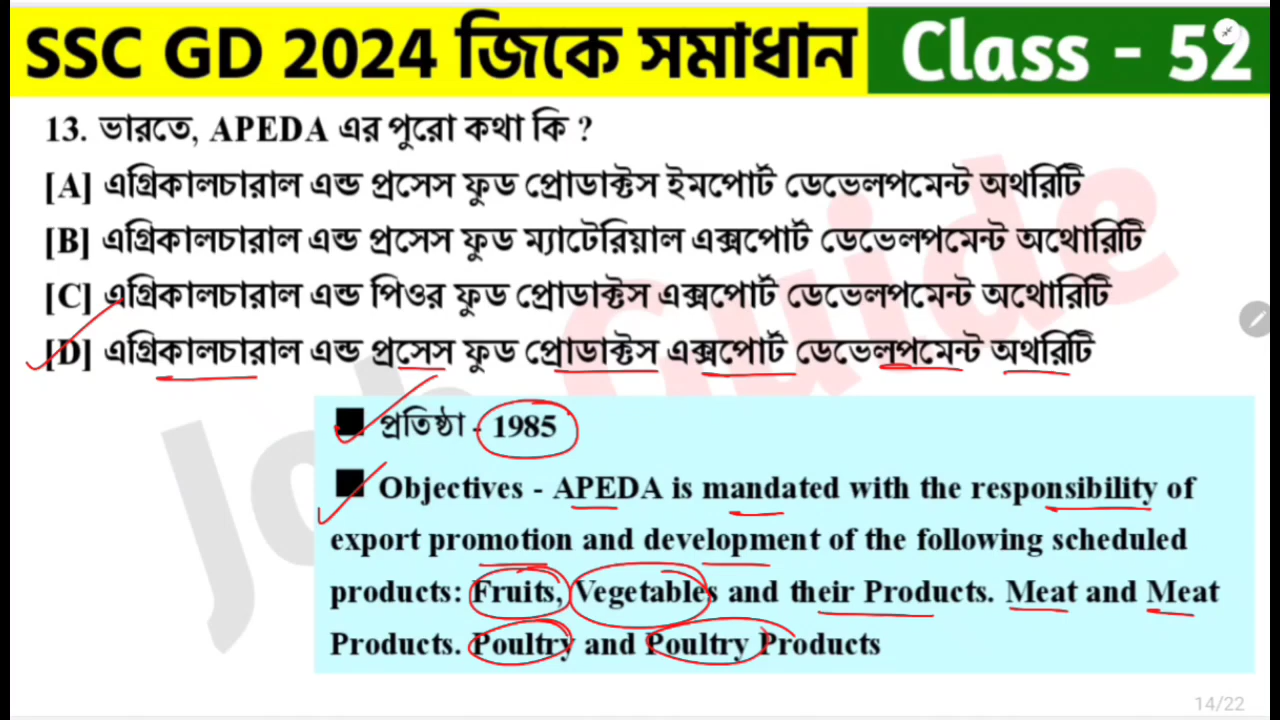 SSC GD 2024 জিকে সমাধান Class - 52
13. ভারতে, APEDA এর পুরো কথা কি ?
[A] এগ্রিকালচারাল এন্ড প্রসেস ফুড প্রোডাক্টস ইমপোর্ট ডেভেলপমেন্ট অথরিটি
[B] এগ্রিকালচারাল এন্ড প্রসেস ফুড ম্যাটেরিয়াল এক্সপোর্ট ডেভেলপমেন্ট অথোরিটি
[C] এগ্রিকালচারাল এন্ড পিওর ফুড প্রোডাক্টস এক্সপোর্ট ডেভেলপমেন্ট অথোরিটি
[D] এগ্রিকালচারাল এন্ড প্রসেস ফুড প্রোডাক্টস এক্সপোর্ট ডেভেলপমেন্ট অথরিটি
■ প্রতিষ্ঠা - 1985
■ Objectives - APEDA is mandated with the responsibility of
export promotion and development of the following scheduled
products: Fruits, Vegetables and their Products. Meat and Meat
Products. Poultry and Poultry Products
Job Guide
14/22